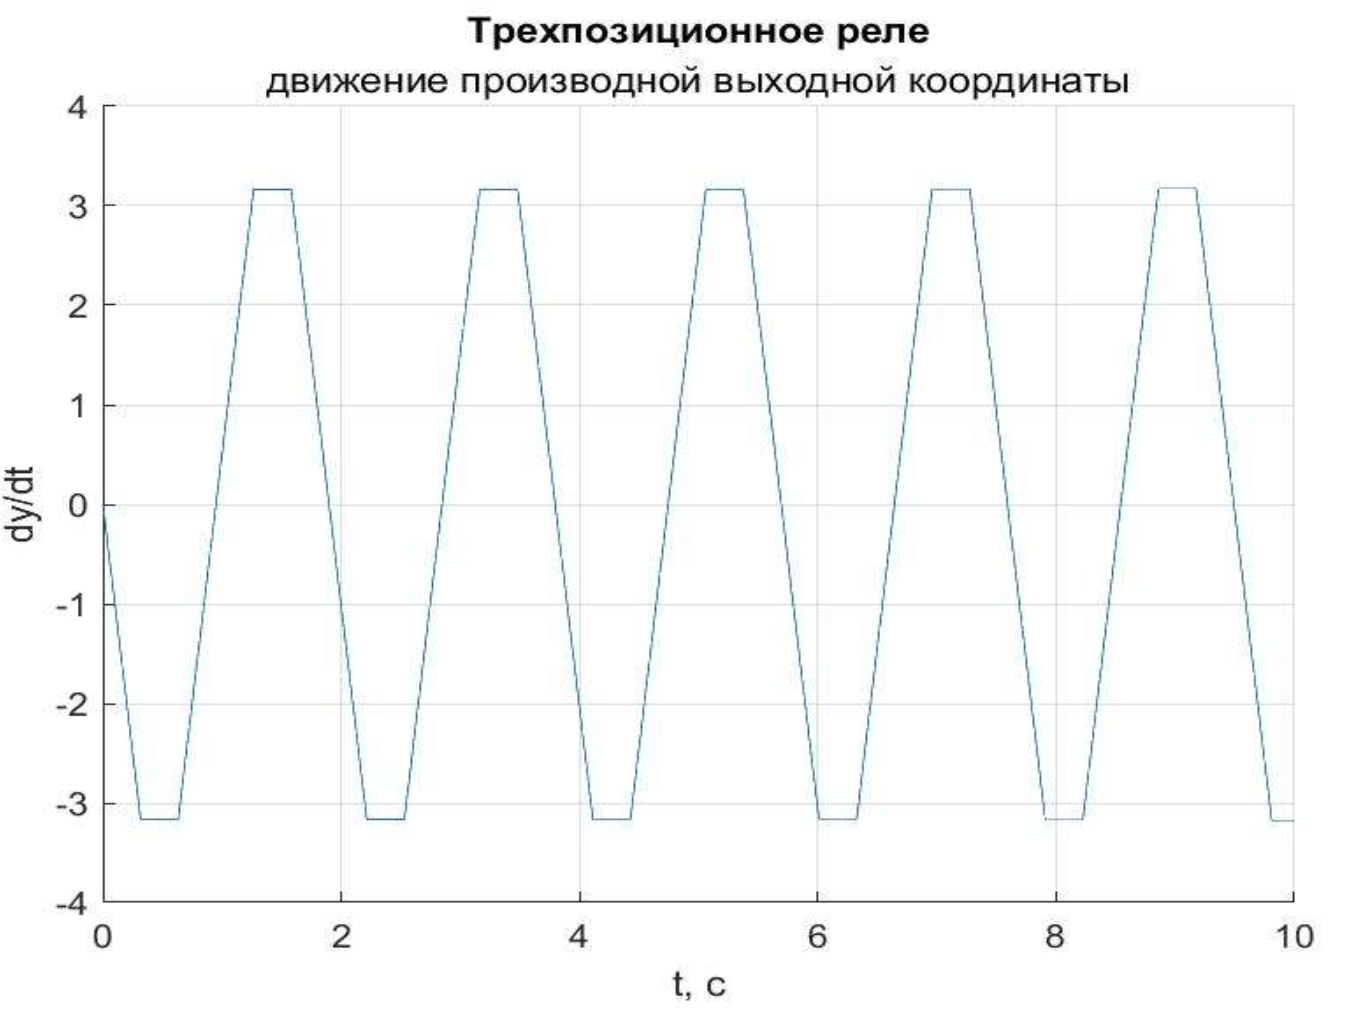 Трехпозиционное реле
движение производной выходной координаты
4
3
2
1
0
-1
-2
-3
-4
dy/dt
0 2 4 6 8 10
t, c